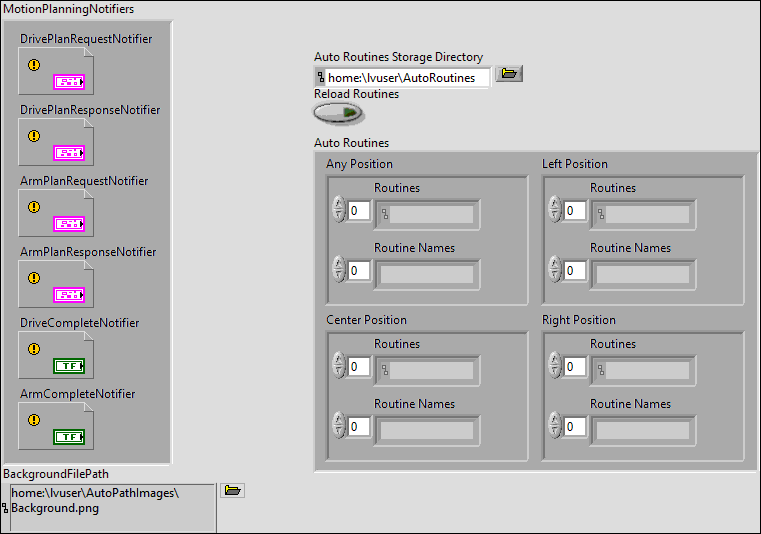 MotionPlanningNotifiers
DrivePlanRequestNotifier
DrivePlanResponseNotifier
ArmPlanRequestNotifier
ArmPlanResponseNotifier
DriveCompleteNotifier
TF
ArmCompleteNotifier
TF
BackgroundFilePath
home:\lvuser\AutoPathImages\
Background.png
Auto Routines Storage Directory
home:\lvuser\AutoRoutines
Reload Routines
Auto Routines
Any Position
Routines
0
Routine Names
0
Left Position
Routines
0
Routine Names
0
Center Position
Routines
0
Routine Names
0
Right Position
Routines
0
Routine Names
0